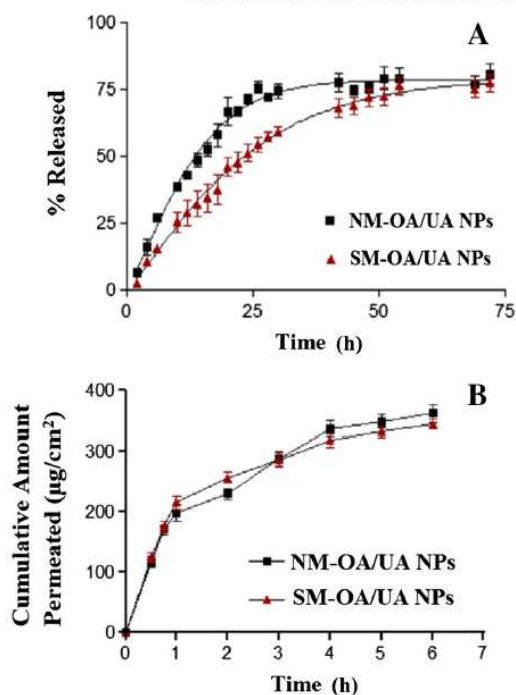 A
100
75
50
25
0
% Released
NM-OA/UA NPs
SM-OA/UA NPs
0 25 50 75
Time (h)
B
400
300
200
100
0
Cumulative Amount
Permeated (µg/cm²)
NM-OA/UA NPs
SM-OA/UA NPs
0 1 2 3 4 5 6 7
Time (h)